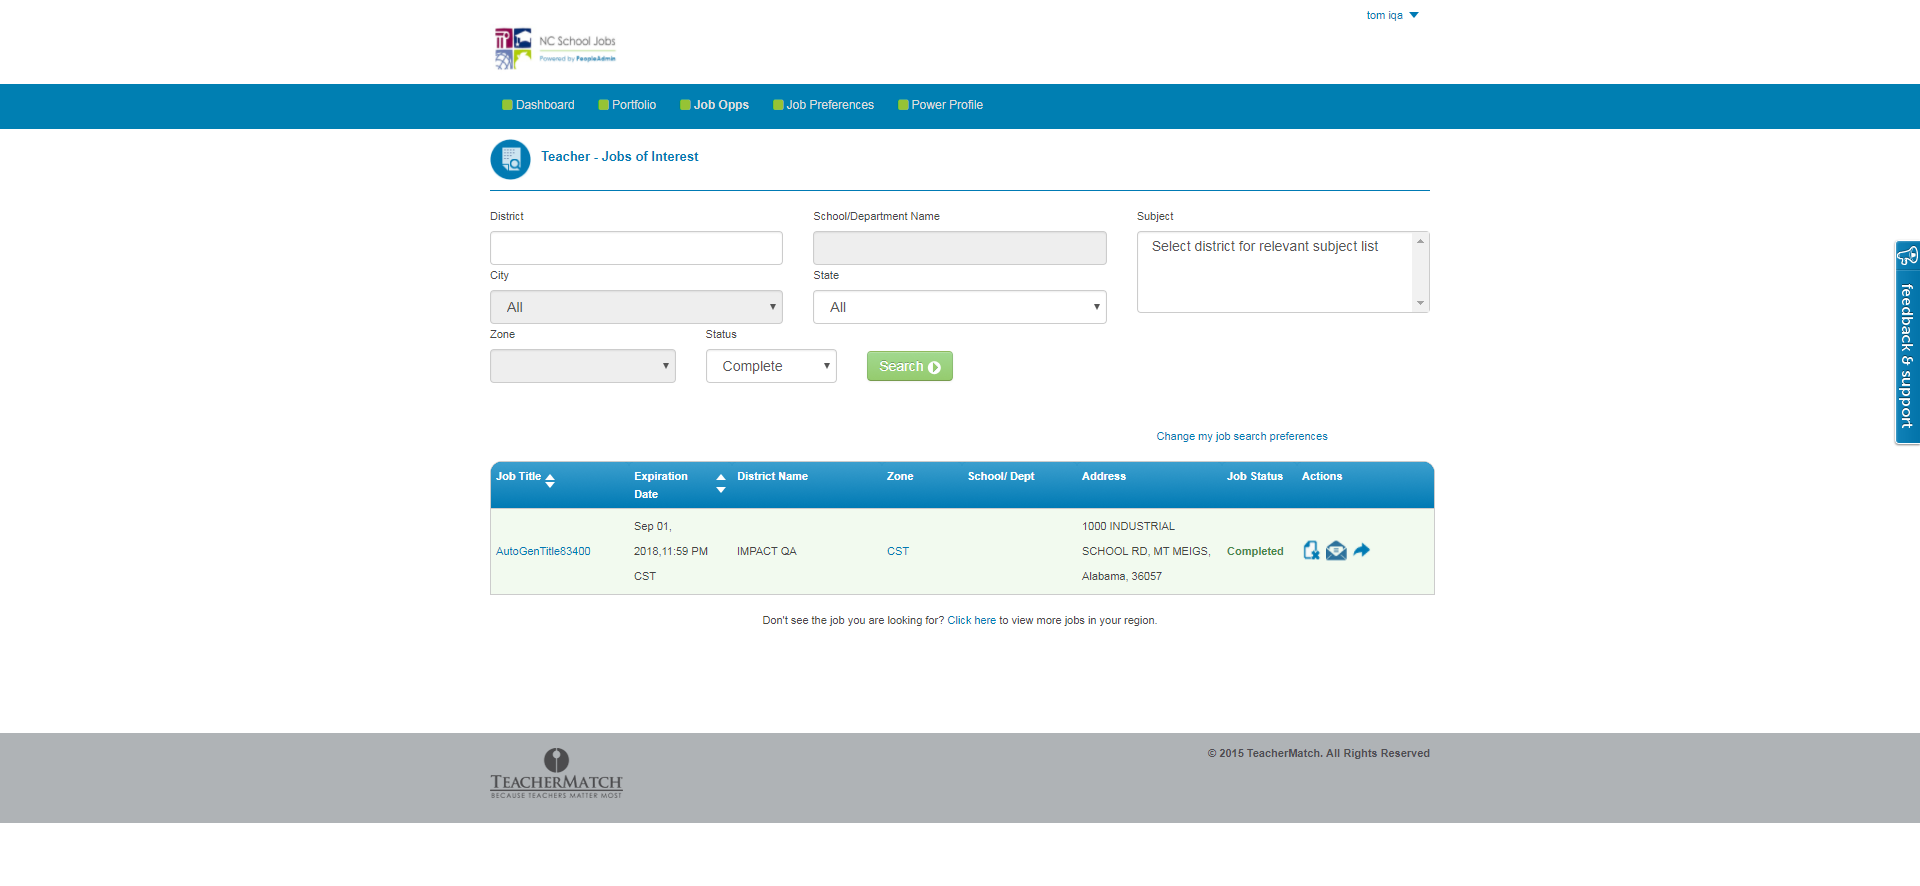 tom iqa
NC School Jobs
Powered by PeopleAdmin
Dashboard Portfolio Job Opps Job Preferences Power Profile
Teacher - Jobs of Interest
District School/Department Name Subject
Select district for relevant subject list
City State
All All
Zone Status
Complete Search
feedback & support
Change my job search preferences
Job Title Expiration Date District Name Zone School/ Dept Address Job Status Actions
AutoGenTitle83400 Sep 01, 2018,11:59 PM CST IMPACT QA CST 1000 INDUSTRIAL SCHOOL RD, MT MEIGS, Alabama, 36057 Completed
Don't see the job you are looking for? Click here to view more jobs in your region.
© 2015 TeacherMatch. All Rights Reserved
TEACHERMATCH
BECAUSE TEACHERS MATTER MOST